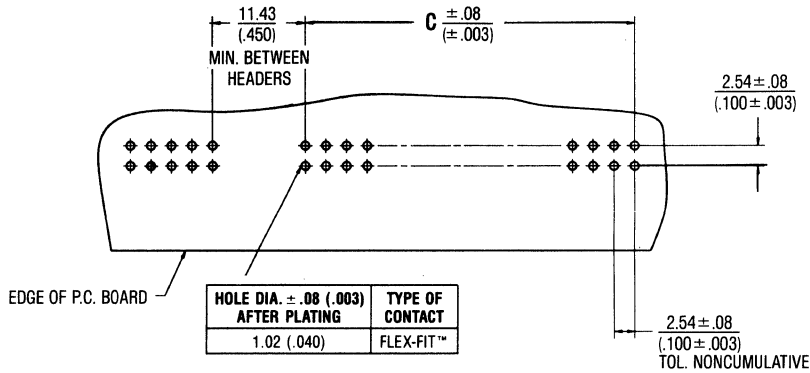 11.43
(.450)
MIN. BETWEEN
HEADERS
C ±.08
(±.003)
2.54±.08
(.100±.003)
EDGE OF P.C. BOARD
HOLE DIA. ±.08 (.003)
AFTER PLATING
TYPE OF
CONTACT
1.02 (.040)
FLEX-FIT™
2.54±.08
(.100±.003)
TOL. NONCUMULATIVE